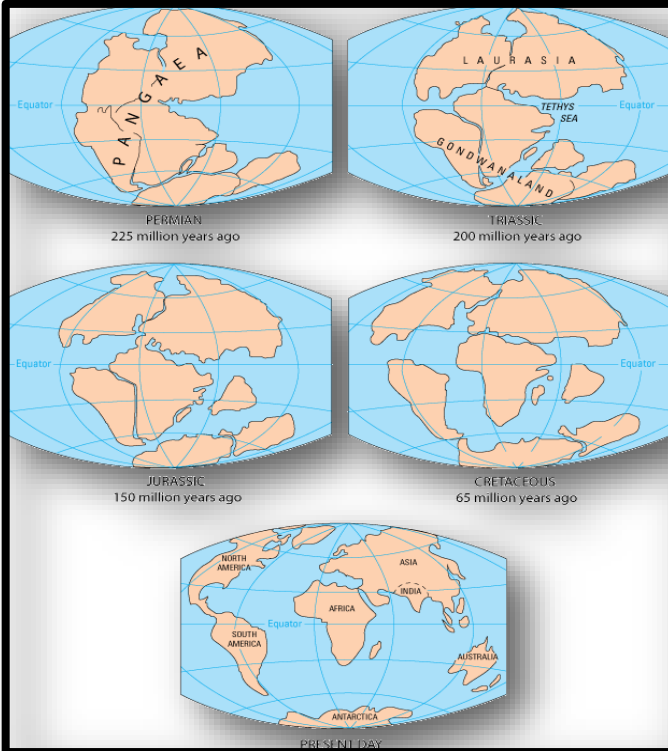 PANGAEA
Equator
PERMIAN
225 million years ago
LAURASIA
TETHYS
SEA
Equator
GONDWANALAND
TRIASSIC
200 million years ago
Equator
JURASSIC
150 million years ago
Equator
CRETACEOUS
65 million years ago
NORTH
AMERICA
ASIA
INDIA
AFRICA
Equator
SOUTH
AMERICA
AUSTRALIA
ANTARCTICA
PRESENT DAY